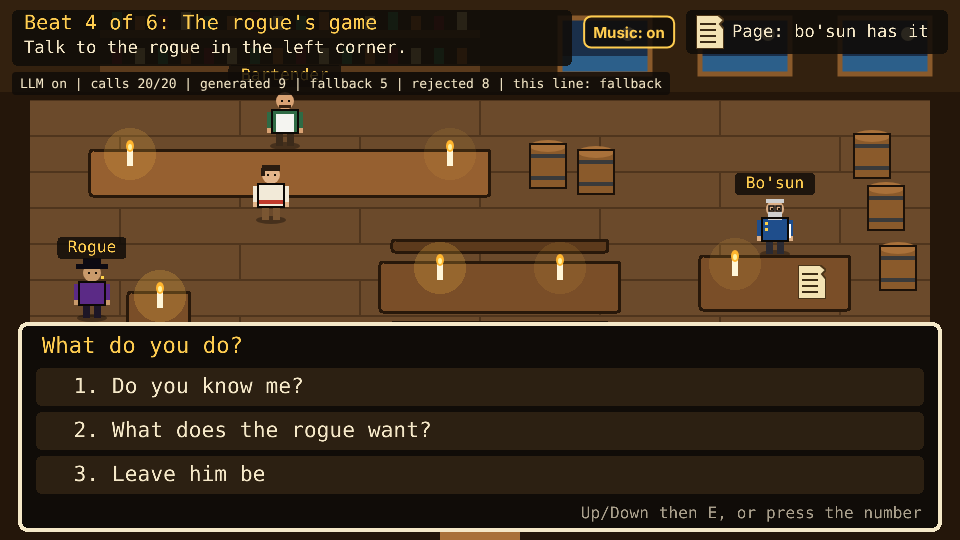 Beat 4 of 6: The rogue's game
Talk to the rogue in the left corner.
Music: on
Page: bo'sun has it
LLM on | calls 20/20 | generated 9 | fallback 5 | rejected 8 | this line: fallback
Bartender
Bo'sun
Rogue
What do you do?
1. Do you know me?
2. What does the rogue want?
3. Leave him be
Up/Down then E, or press the number